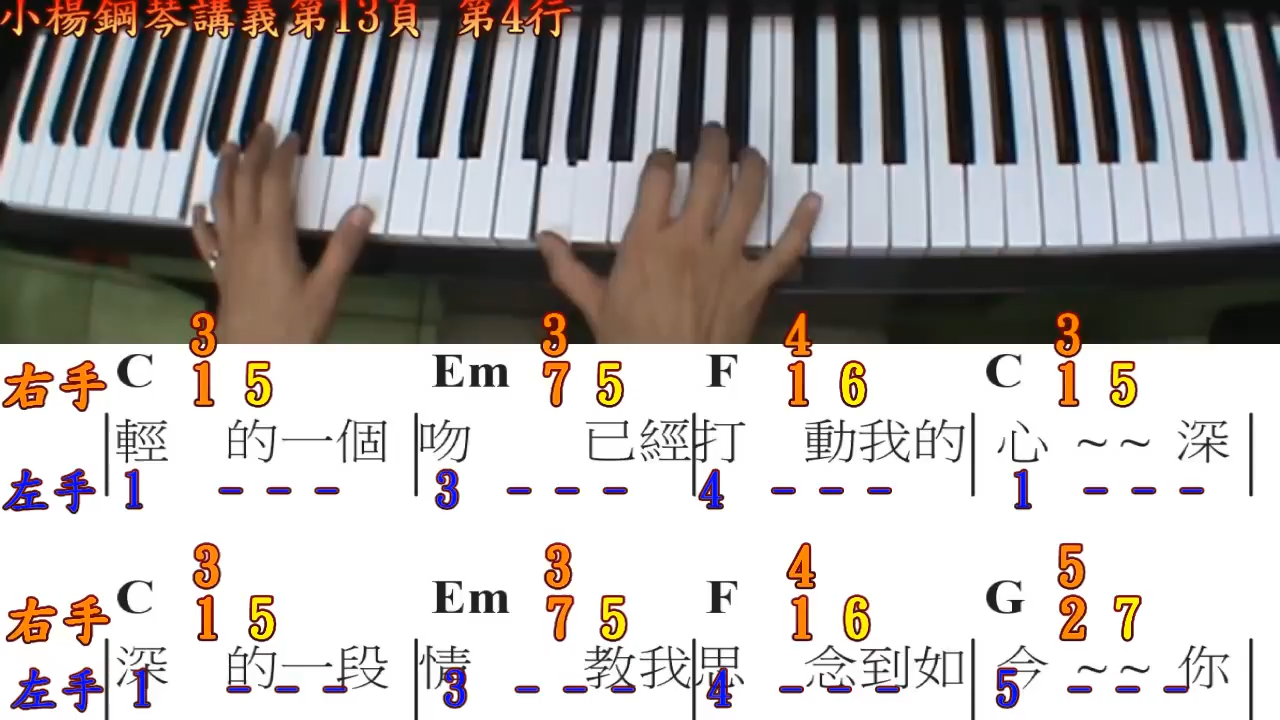 小楊鋼琴講義第13頁 第4行
3 3 4 3
C Em F C
右手 1 5 7 5 1 6 1 5
輕 的一個 吻 已經打 動我的 心 ~~ 深
左手 1 - - - 3 - - - 4 - - - 1 - - -
3 3 4 5
C Em F G
右手 1 5 7 5 1 6 2 7
深 的一段 情 教我思 念到如 今 ~~ 你
左手 1 - - - 3 - - - 4 - - - 5 - - -